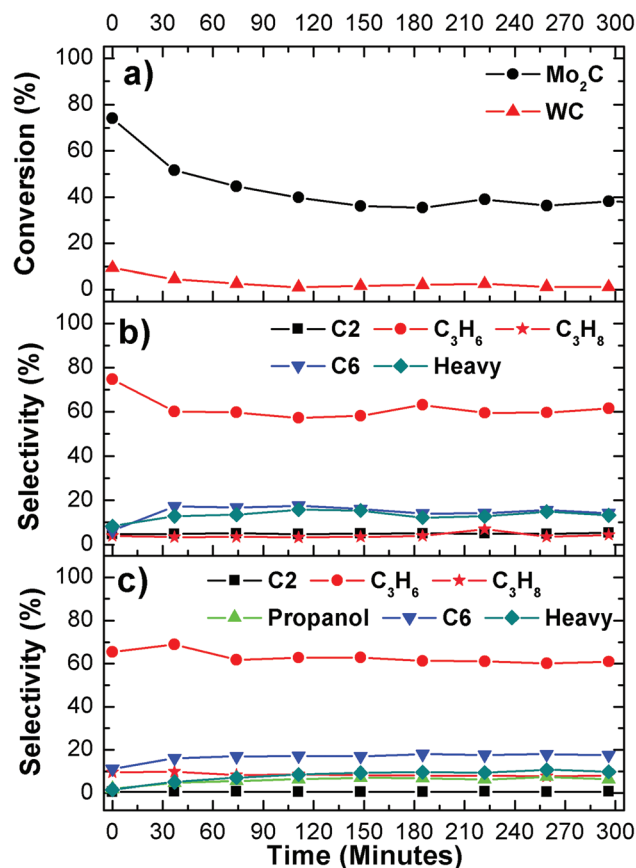 0 30 60 90 120 150 180 210 240 270 300
a)
Mo₂C
WC
Conversion (%)
100
80
60
40
20
0
b)
C2 C₃H₆ C₃H₈
C6 Heavy
Selectivity (%)
100
80
60
40
20
0
c)
C2 C₃H₆ C₃H₈
Propanol C6 Heavy
Selectivity (%)
100
80
60
40
20
0
0 30 60 90 120 150 180 210 240 270 300
Time (Minutes)